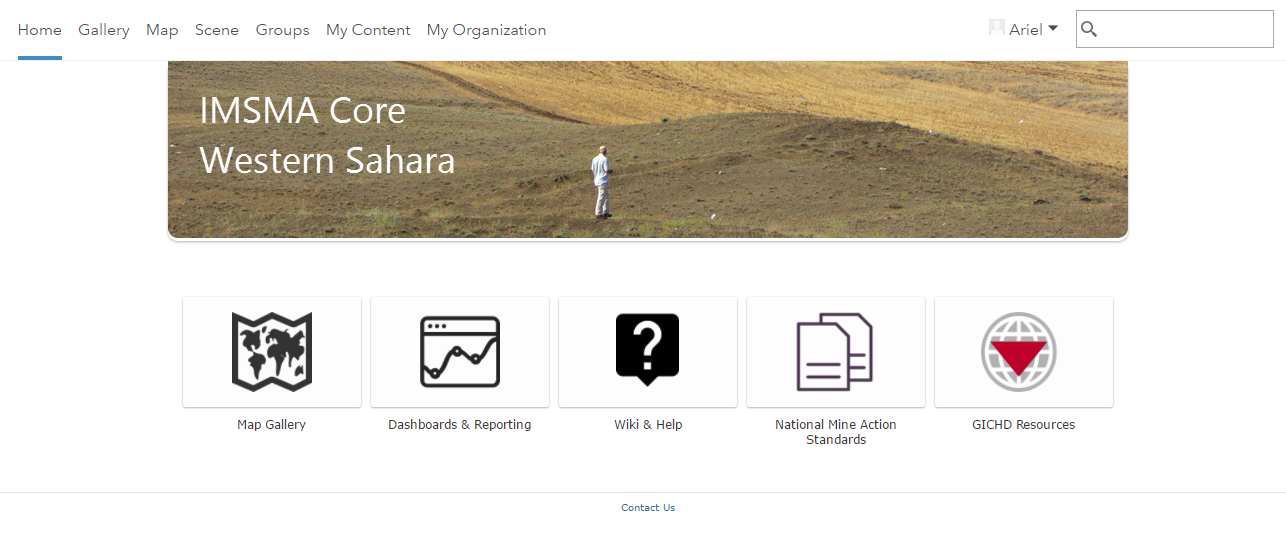 Home Gallery Map Scene Groups My Content My Organization Ariel
IMSMA Core
Western Sahara
?
Map Gallery
Dashboards & Reporting
Wiki & Help
National Mine Action
Standards
GICHD Resources
Contact Us